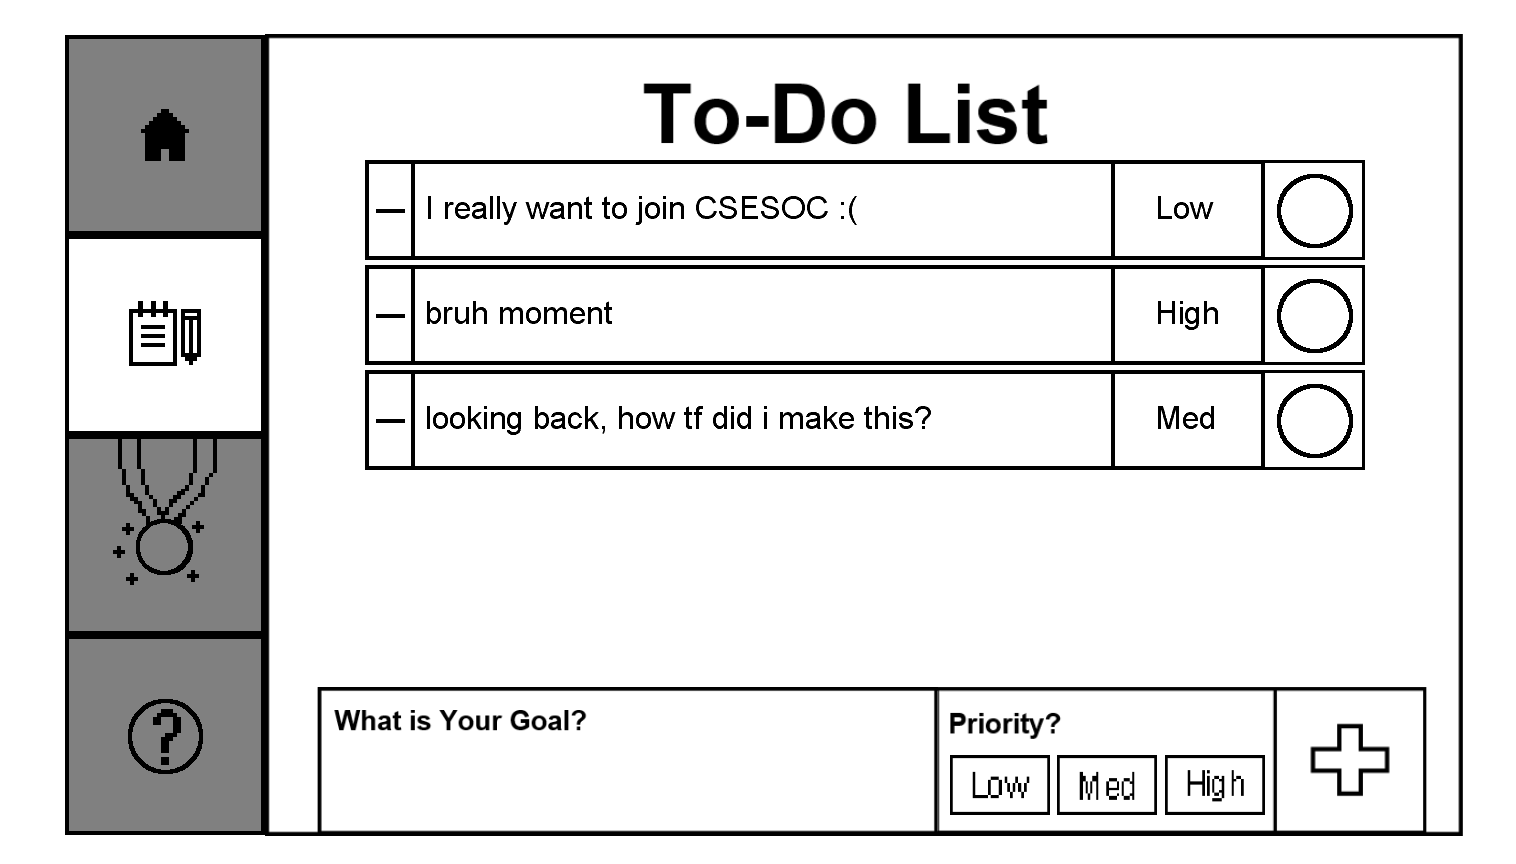 To-Do List
I really want to join CSESOC :( Low
bruh moment High
looking back, how tf did i make this? Med
What is Your Goal? Priority?
Low Med High